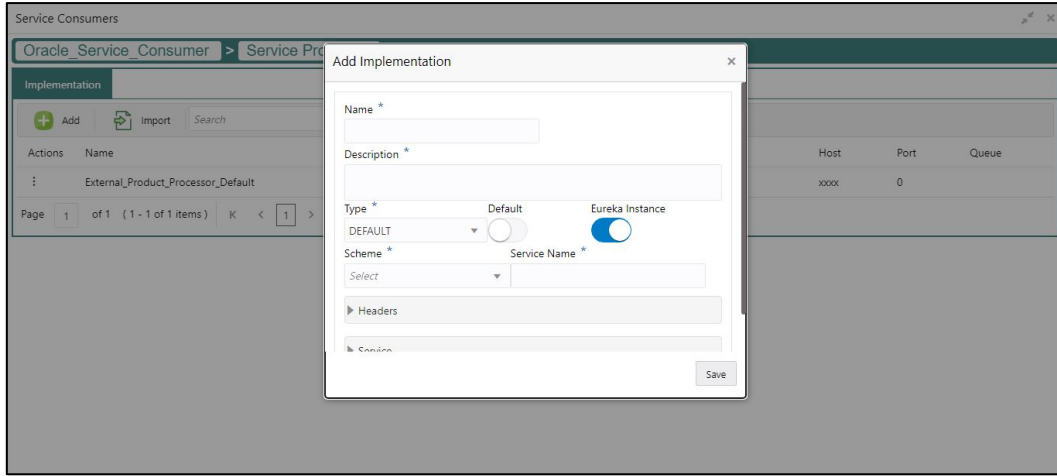 Service Consumers
Oracle_Service_Consumer > Service Pro
Implementation
Add Import Search
Actions Name Host Port Queue
External_Product_Processor_Default xxxx 0
Page 1 of 1 (1 - 1 of 1 items) K < 1 >
Add Implementation ×
Name *
Description *
Type * Default Eureka Instance
DEFAULT
Scheme * Service Name *
Select
Headers
Service
Save